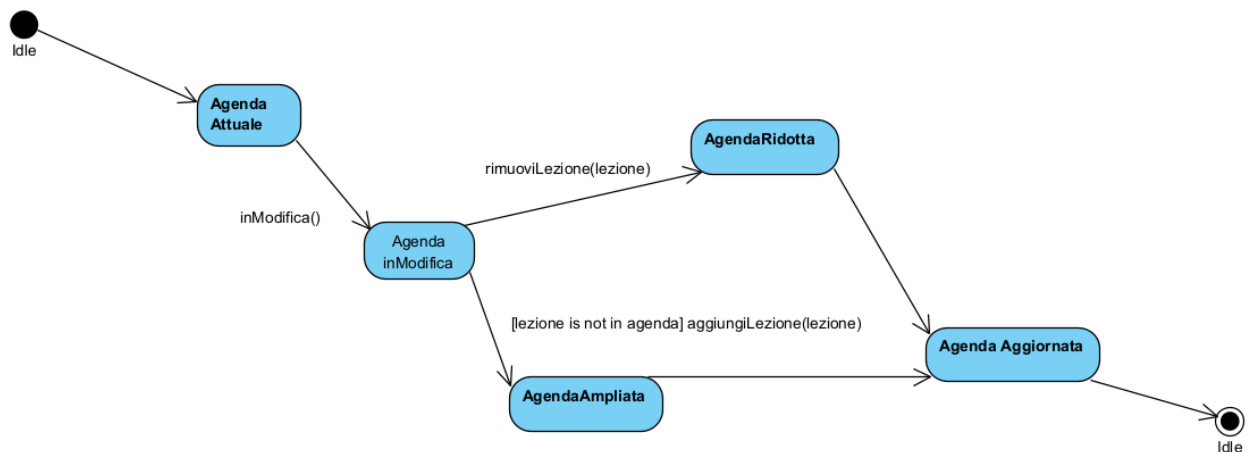 Idle
Agenda
Attuale
AgendaRidotta
rimuoviLezione(lezione)
inModifica()
Agenda
inModifica
[lezione is not in agenda] aggiungiLezione(lezione)
Agenda Aggiornata
AgendaAmpliata
Idle